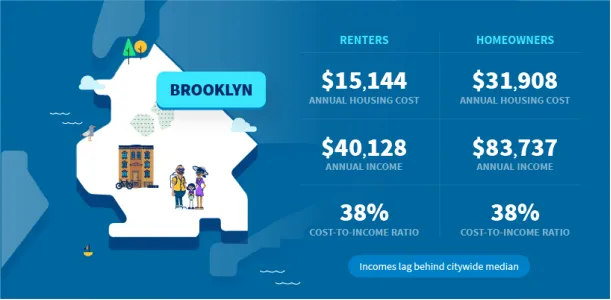 BROOKLYN
RENTERS
HOMEOWNERS
$15,144
ANNUAL HOUSING COST
$31,908
ANNUAL HOUSING COST
$40,128
ANNUAL INCOME
$83,737
ANNUAL INCOME
38%
COST-TO-INCOME RATIO
38%
COST-TO-INCOME RATIO
Incomes lag behind citywide median